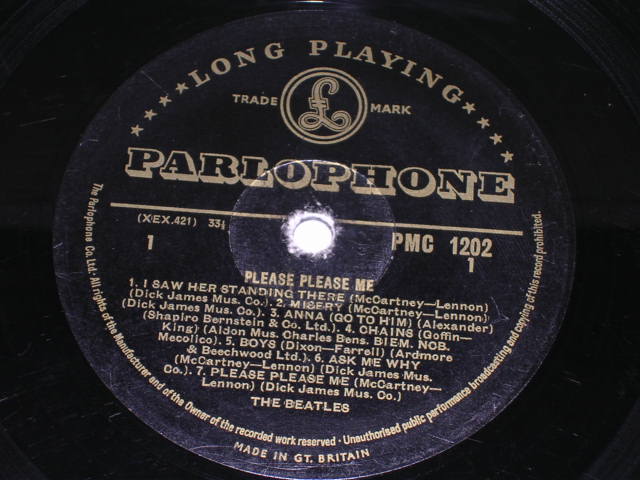 ★★★★★LONG PLAYING★★★★★
TRADE £ MARK
PARLOPHONE
(XEX.421) 33⅓
1
PMC 1202
1
PLEASE PLEASE ME
1. I SAW HER STANDING THERE (McCartney—Lennon)
(Dick James Mus. Co.). 2. MISERY (McCartney—Lennon)
(Dick James Mus. Co.). 3. ANNA (GO TO HIM) (Alexander)
(Shapiro Bernstein & Co. Ltd.). 4. CHAINS (Goffin—
King) (Aldon Mus. Charles Bens. BIEM. NOB.
Mecolico). 5. BOYS (Dixon—Farrell) (Ardmore
& Beechwood Ltd.). 6. ASK ME WHY
(McCartney—Lennon) (Dick James Mus.
Co.). 7. PLEASE PLEASE ME (McCartney—
Lennon) (Dick James Mus. Co.)
THE BEATLES
The Parlophone Co. Ltd. All rights of the Manufacturer and of the Owner of the recorded work reserved · Unauthorised public performance broadcasting and copying of this record prohibited.
MADE IN GT. BRITAIN